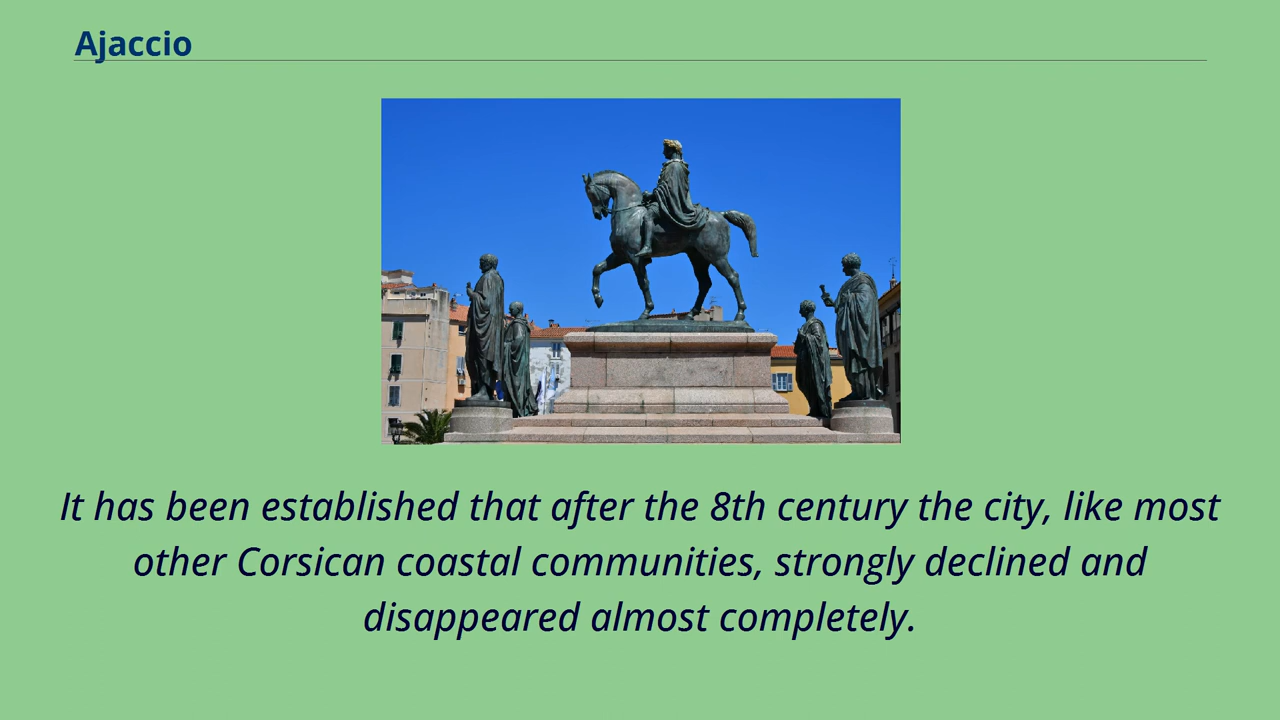 Ajaccio
It has been established that after the 8th century the city, like most
other Corsican coastal communities, strongly declined and
disappeared almost completely.